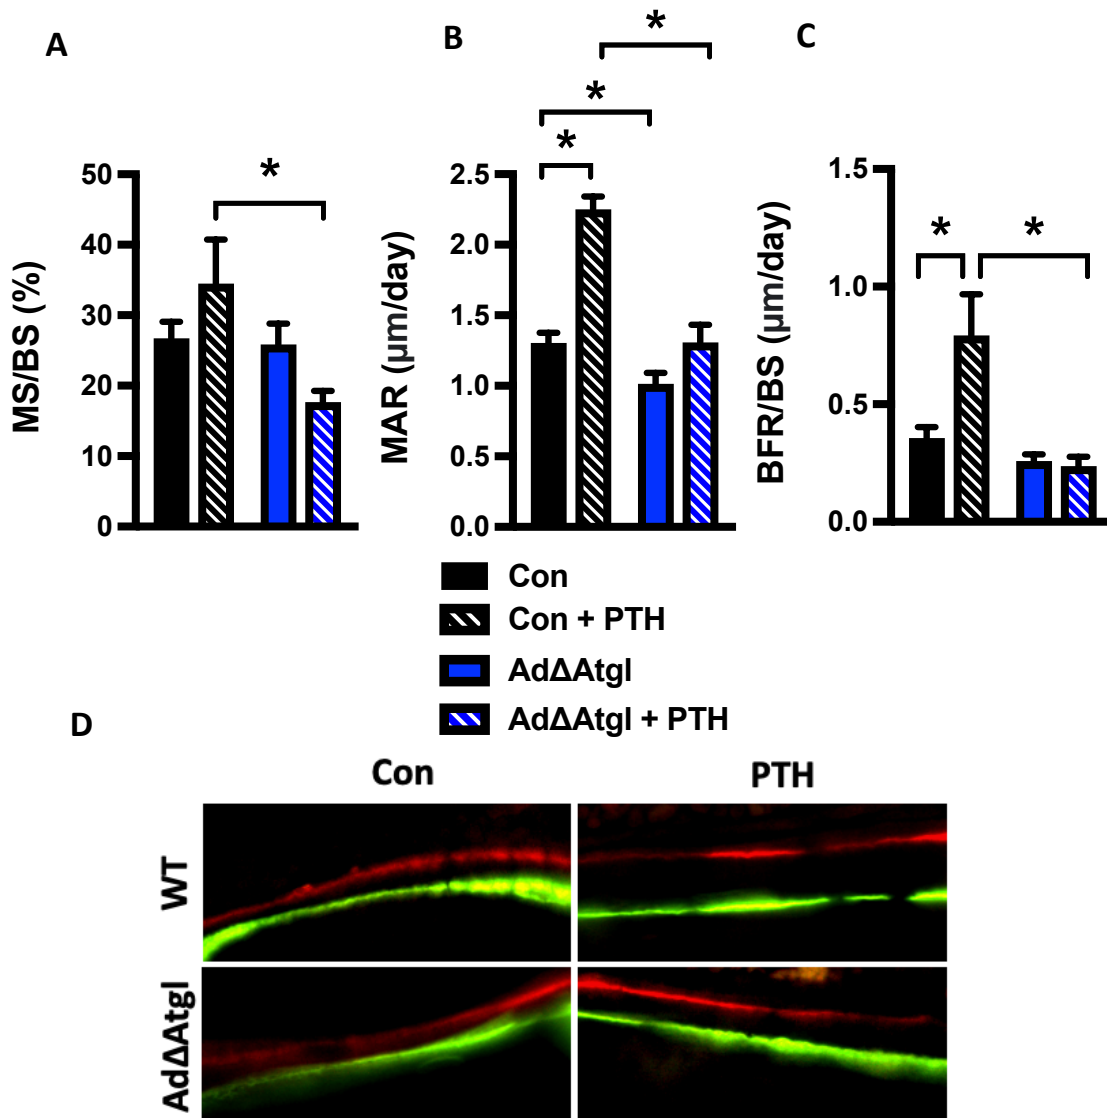 A
B
C
*
*
*
*
*
*
MS/BS (%)
50
40
30
20
10
0
MAR (μm/day)
2.5
2.0
1.5
1.0
0.5
0.0
BFR/BS (μm/day)
1.5
1.0
0.5
0.0
Con
Con + PTH
AdΔAtgl
AdΔAtgl + PTH
D
Con
PTH
WT
AdΔAtgl